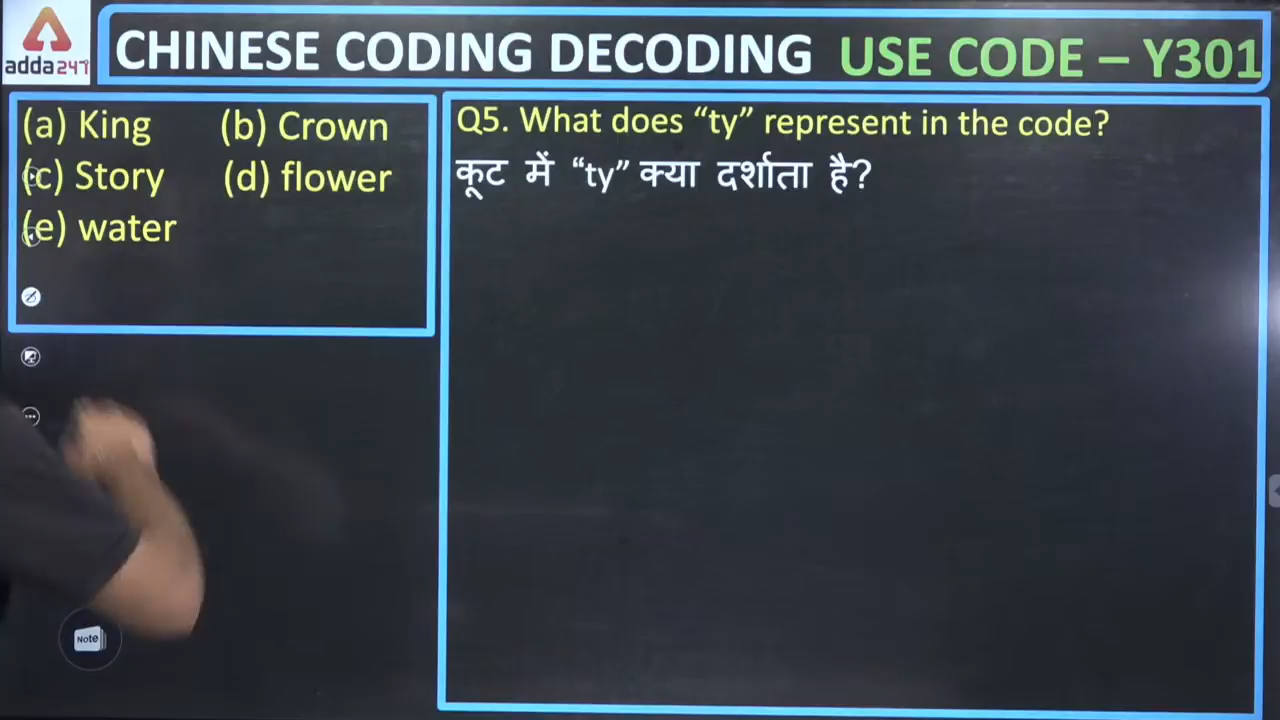 adda247
CHINESE CODING DECODING USE CODE – Y301
(a) King (b) Crown
(c) Story (d) flower
(e) water
Q5. What does “ty” represent in the code?
कूट में “ty” क्या दर्शाता है?
Note